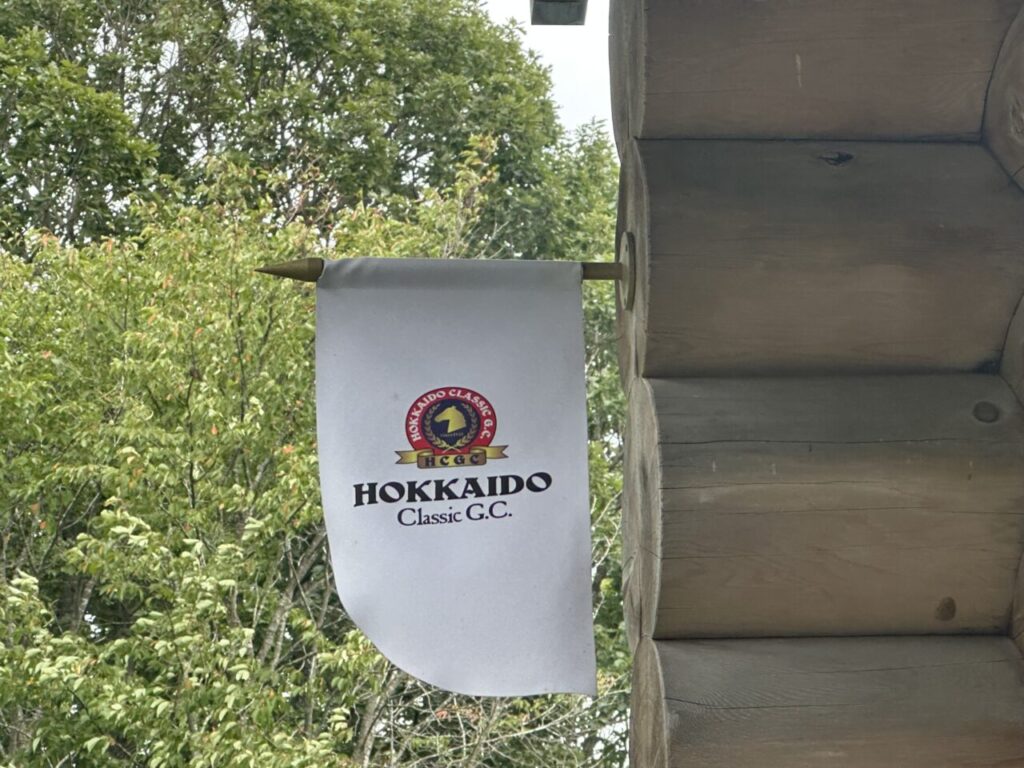 HOKKAIDO CLASSIC G.C.
HCGC
HOKKAIDO
Classic G.C.